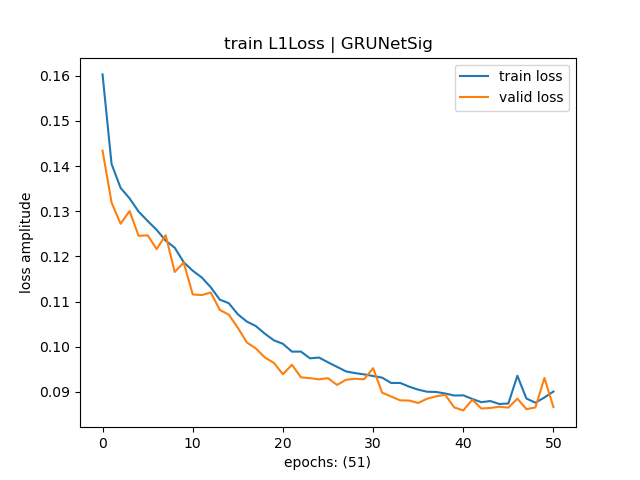 train L1Loss | GRUNetSig
train loss
valid loss
0.16
0.15
0.14
0.13
0.12
0.11
0.10
0.09
loss amplitude
0
10
20
30
40
50
epochs: (51)